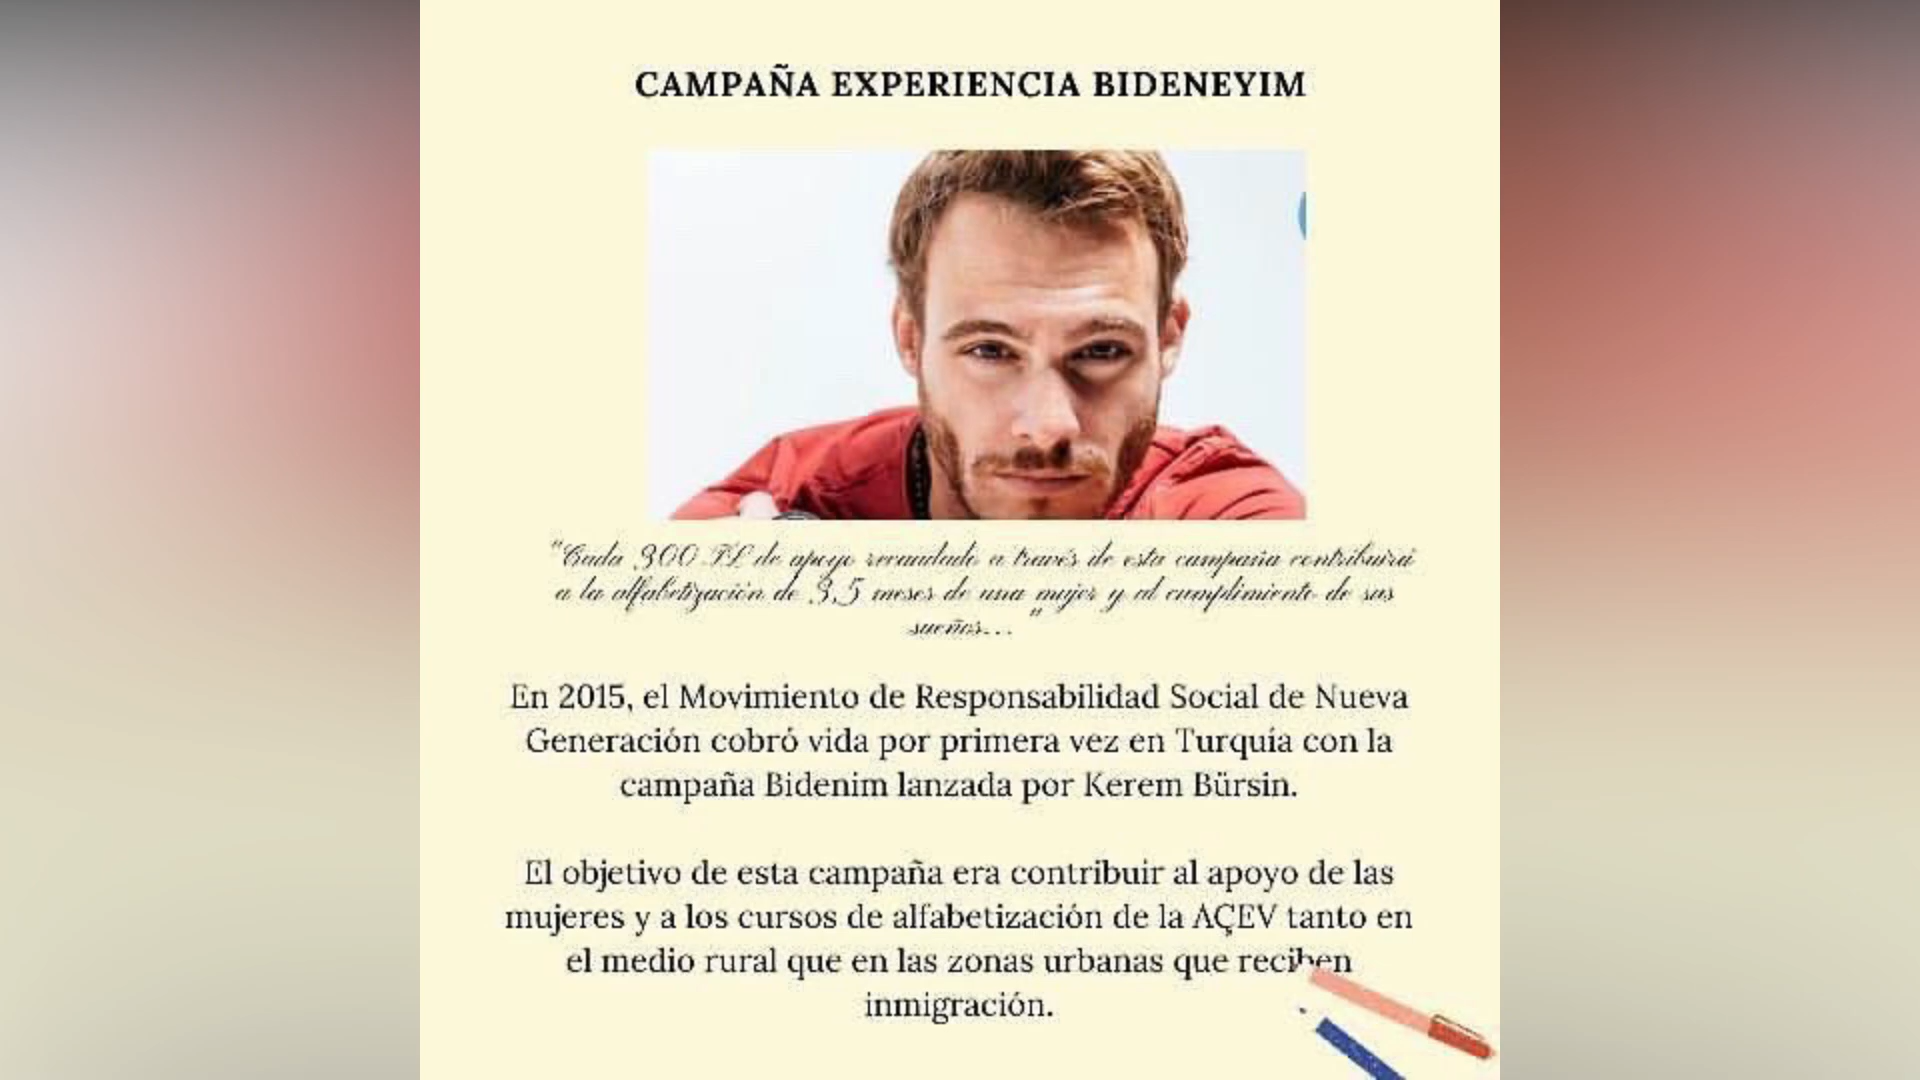 CAMPAÑA EXPERIENCIA BIDENEYIM
"Cada 300 TL de apoyo recaudado a través de esta campaña contribuirá
a la alfabetización de 3,5 meses de una mujer y al cumplimiento de sus
sueños... "
En 2015, el Movimiento de Responsabilidad Social de Nueva
Generación cobró vida por primera vez en Turquía con la
campaña Bidenim lanzada por Kerem Bürsin.
El objetivo de esta campaña era contribuir al apoyo de las
mujeres y a los cursos de alfabetización de la AÇEV tanto en
el medio rural que en las zonas urbanas que reciben
inmigración.